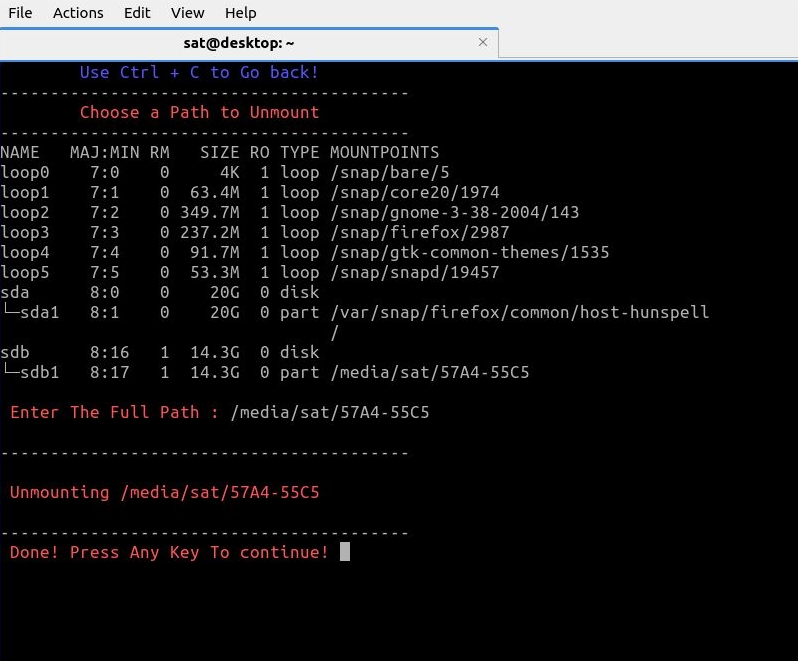 File Actions Edit View Help
sat@desktop: ~ ×
Use Ctrl + C to Go back!
-----------------------------------------
Choose a Path to Unmount
-----------------------------------------
NAME   MAJ:MIN RM   SIZE RO TYPE MOUNTPOINTS
loop0    7:0    0     4K  1 loop /snap/bare/5
loop1    7:1    0  63.4M  1 loop /snap/core20/1974
loop2    7:2    0 349.7M  1 loop /snap/gnome-3-38-2004/143
loop3    7:3    0 237.2M  1 loop /snap/firefox/2987
loop4    7:4    0  91.7M  1 loop /snap/gtk-common-themes/1535
loop5    7:5    0  53.3M  1 loop /snap/snapd/19457
sda      8:0    0    20G  0 disk
└─sda1   8:1    0    20G  0 part /var/snap/firefox/common/host-hunspell
                                 /
sdb      8:16   1  14.3G  0 disk
└─sdb1   8:17   1  14.3G  0 part /media/sat/57A4-55C5
Enter The Full Path : /media/sat/57A4-55C5
-----------------------------------------
Unmounting /media/sat/57A4-55C5
-----------------------------------------
Done! Press Any Key To continue!